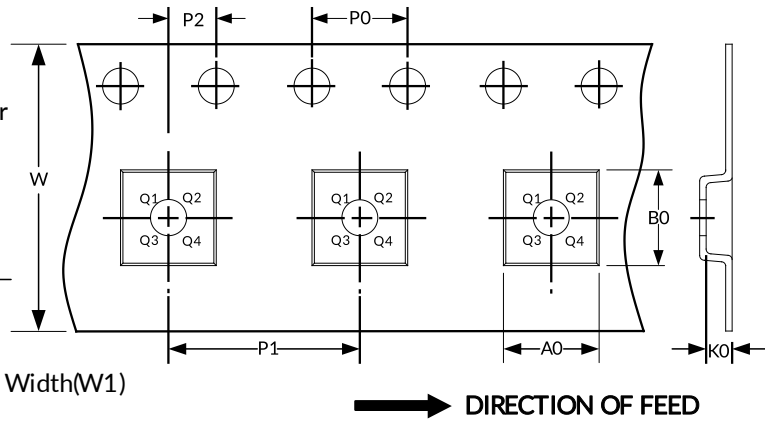 P2
P0
r
W
Q1 Q2
Q3 Q4
Q1 Q2
Q3 Q4
Q1 Q2
Q3 Q4
B0
P1
A0
K0
Width(W1)
DIRECTION OF FEED